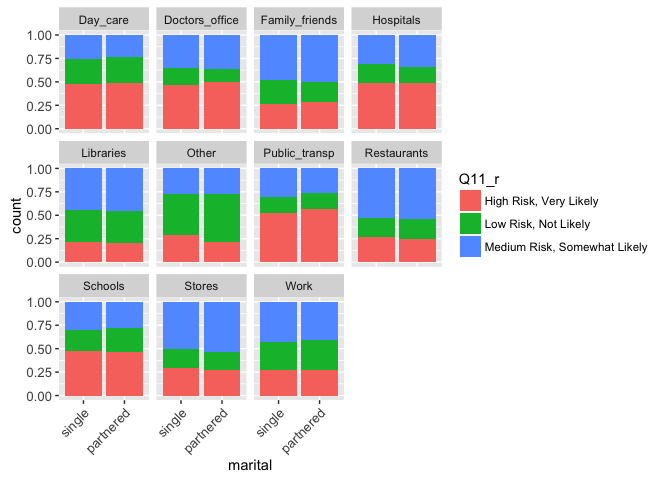 Day_care Doctors_office Family_friends Hospitals
1.00
0.75
0.50
0.25
0.00
Libraries Other Public_transp Restaurants
1.00
0.75
0.50
0.25
0.00
Schools Stores Work
1.00
0.75
0.50
0.25
0.00
count
single partnered single partnered single partnered
marital
Q11_r
High Risk, Very Likely
Low Risk, Not Likely
Medium Risk, Somewhat Likely